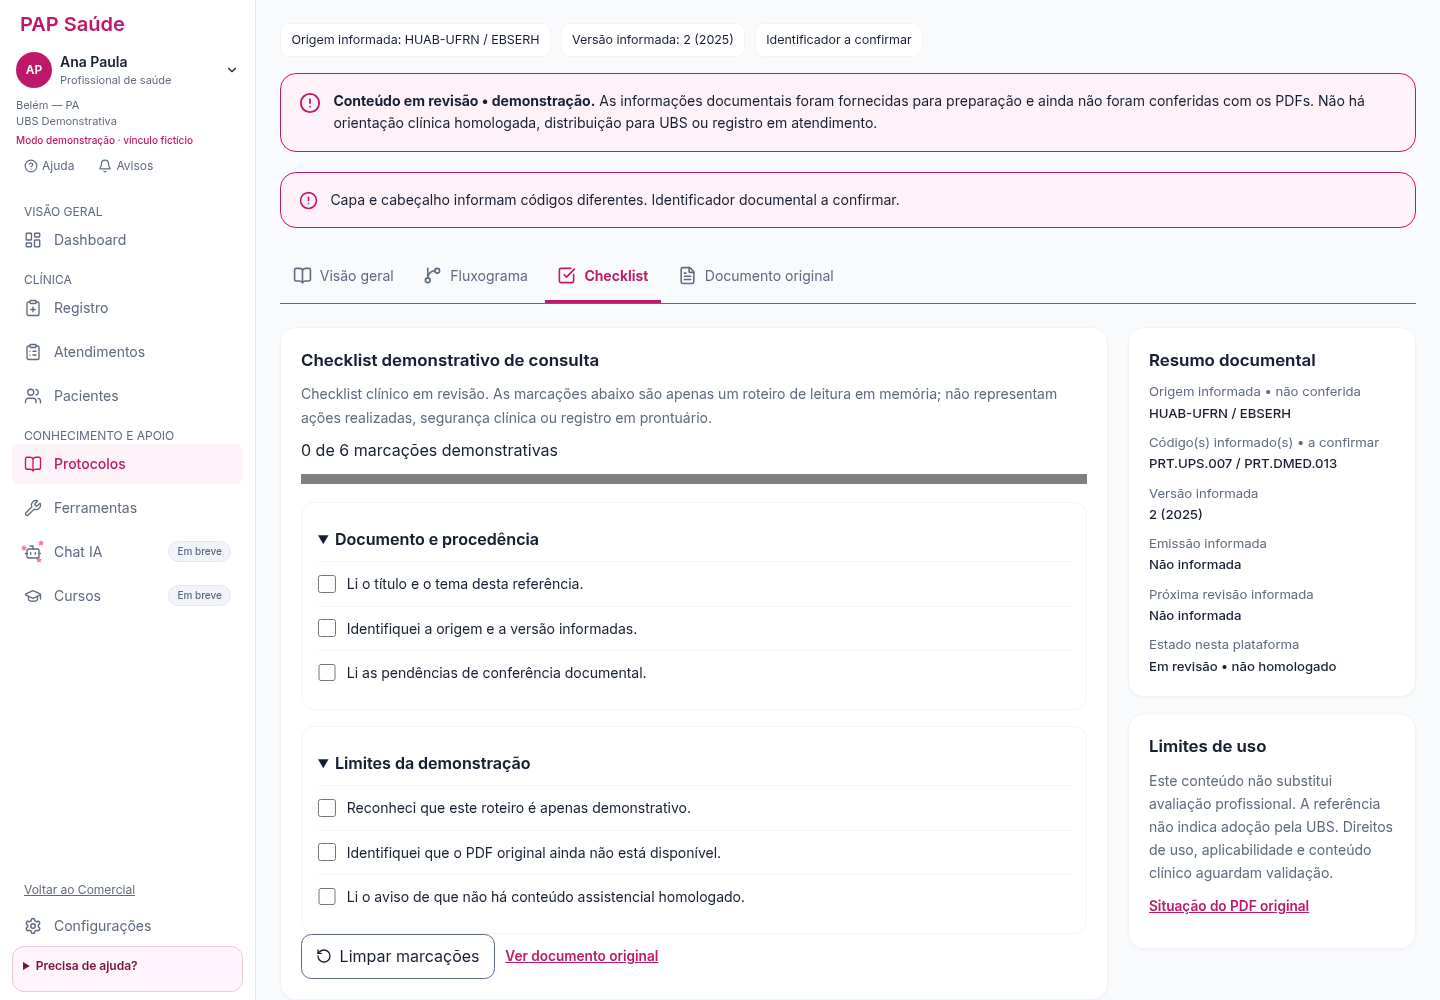 PAP Saúde
AP
Ana Paula
Profissional de saúde
Belém — PA
UBS Demonstrativa
Modo demonstração · vínculo fictício
Ajuda
Avisos
VISÃO GERAL
Dashboard
CLÍNICA
Registro
Atendimentos
Pacientes
CONHECIMENTO E APOIO
Protocolos
Ferramentas
Chat IA
Em breve
Cursos
Em breve
Voltar ao Comercial
Configurações
Precisa de ajuda?
Origem informada: HUAB-UFRN / EBSERH
Versão informada: 2 (2025)
Identificador a confirmar
Conteúdo em revisão • demonstração. As informações documentais foram fornecidas para preparação e ainda não foram conferidas com os PDFs. Não há
orientação clínica homologada, distribuição para UBS ou registro em atendimento.
Capa e cabeçalho informam códigos diferentes. Identificador documental a confirmar.
Visão geral
Fluxograma
Checklist
Documento original
Checklist demonstrativo de consulta
Checklist clínico em revisão. As marcações abaixo são apenas um roteiro de leitura em memória; não representam
ações realizadas, segurança clínica ou registro em prontuário.
0 de 6 marcações demonstrativas
Documento e procedência
Li o título e o tema desta referência.
Identifiquei a origem e a versão informadas.
Li as pendências de conferência documental.
Limites da demonstração
Reconheci que este roteiro é apenas demonstrativo.
Identifiquei que o PDF original ainda não está disponível.
Li o aviso de que não há conteúdo assistencial homologado.
Limpar marcações
Ver documento original
Resumo documental
Origem informada • não conferida
HUAB-UFRN / EBSERH
Código(s) informado(s) • a confirmar
PRT.UPS.007 / PRT.DMED.013
Versão informada
2 (2025)
Emissão informada
Não informada
Próxima revisão informada
Não informada
Estado nesta plataforma
Em revisão • não homologado
Limites de uso
Este conteúdo não substitui
avaliação profissional. A referência
não indica adoção pela UBS. Direitos
de uso, aplicabilidade e conteúdo
clínico aguardam validação.
Situação do PDF original